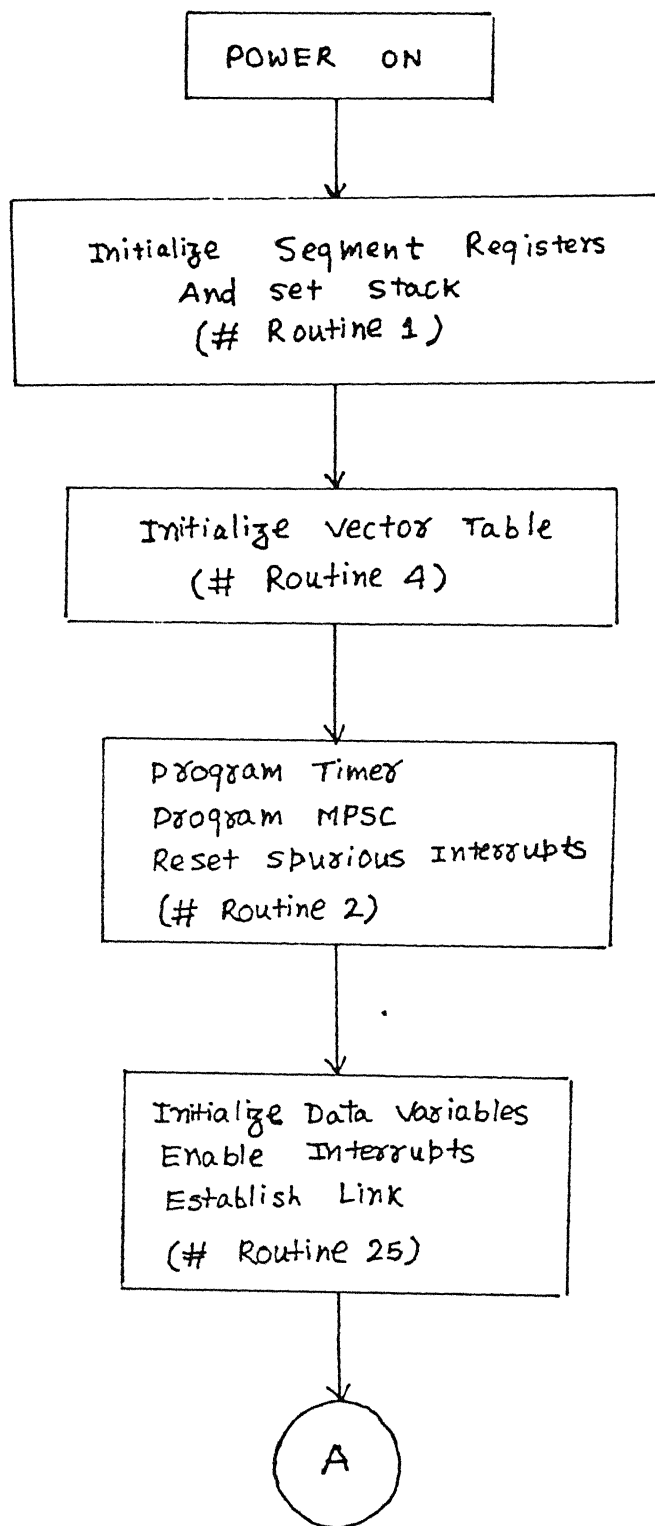 POWER ON
Initialize Segment Registers
And set stack
(# Routine 1)
Initialize Vector Table
(# Routine 4)
Program Timer
Program MPSC
Reset spurious Interrupts
(# Routine 2)
Initialize Data variables
Enable Interrupts
Establish Link
(# Routine 25)
A